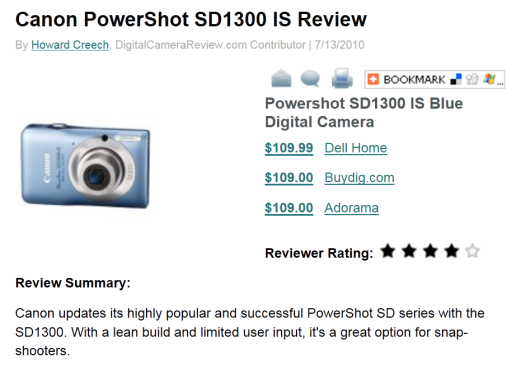 Canon PowerShot SD1300 IS Review
By Howard Creech, DigitalCameraReview.com Contributor | 7/13/2010
BOOKMARK ...
Powershot SD1300 IS Blue
Digital Camera
$109.99 Dell Home
$109.00 Buydig.com
$109.00 Adorama
Canon
Reviewer Rating:
Review Summary:
Canon updates its highly popular and successful PowerShot SD series with the
SD1300. With a lean build and limited user input, it's a great option for snap-
shooters.